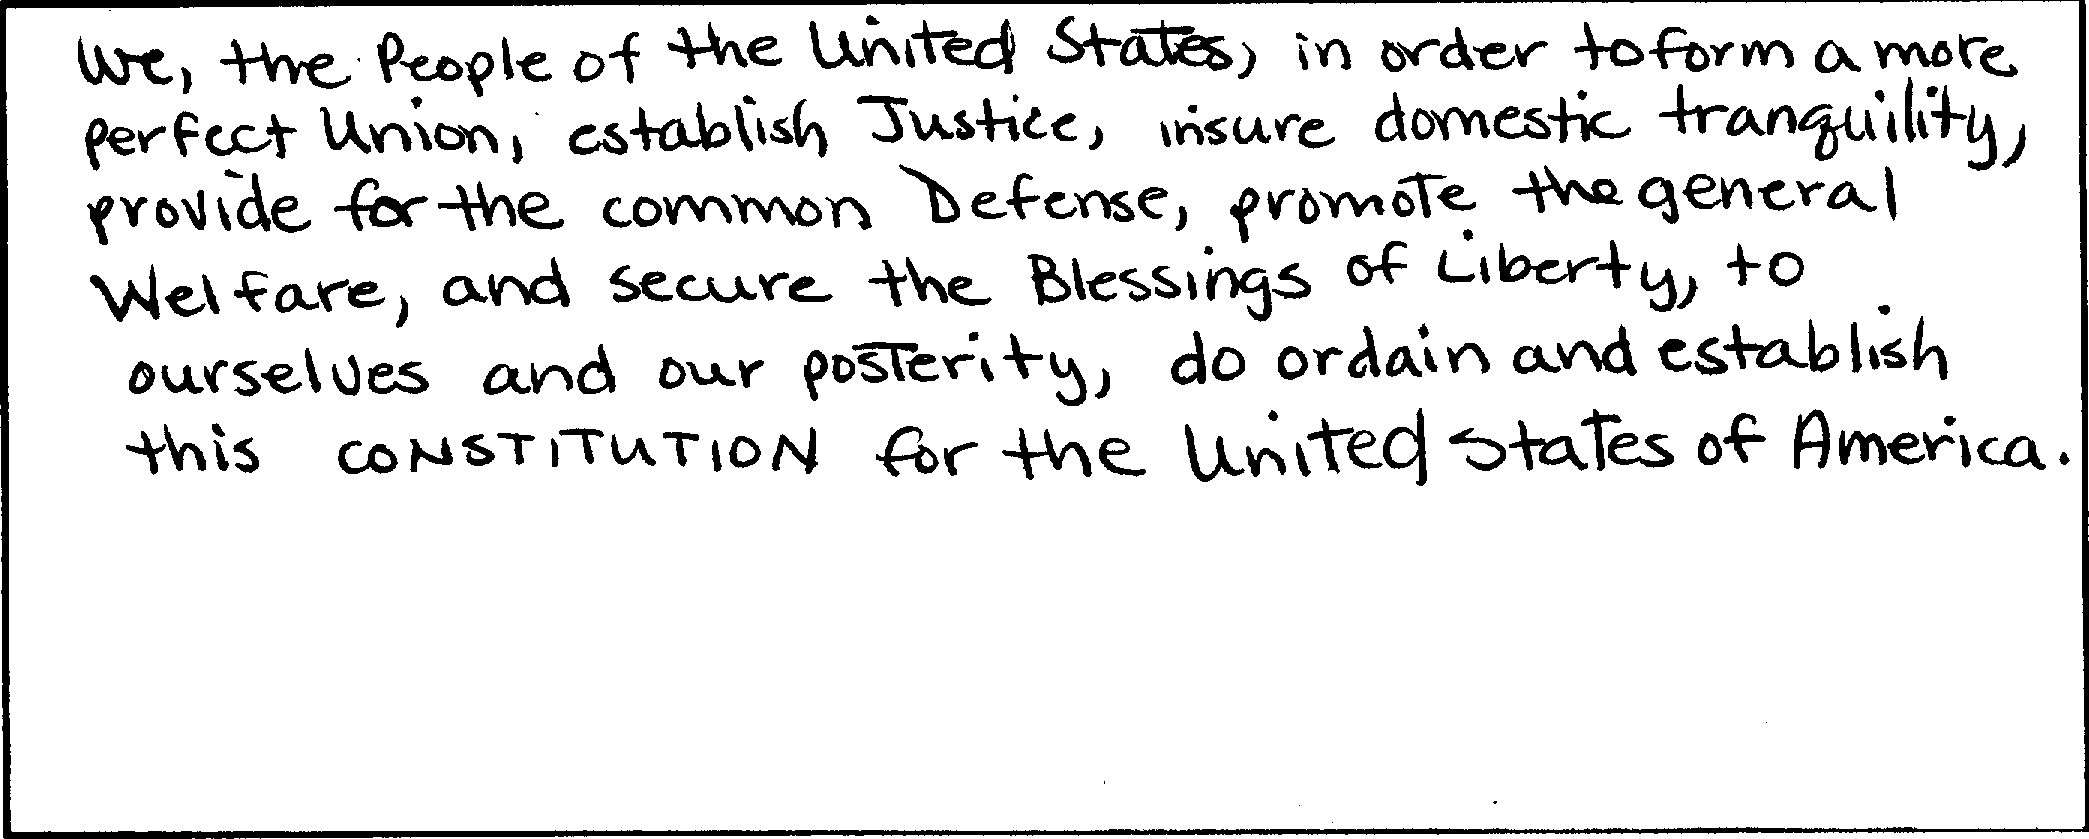 We, the People of the United States, in order to form a more
perfect Union, establish Justice, insure domestic tranquility,
provide for the common Defense, promote the general
Welfare, and secure the Blessings of Liberty, to
ourselves and our posterity, do ordain and establish
this CONSTITUTION for the United States of America.